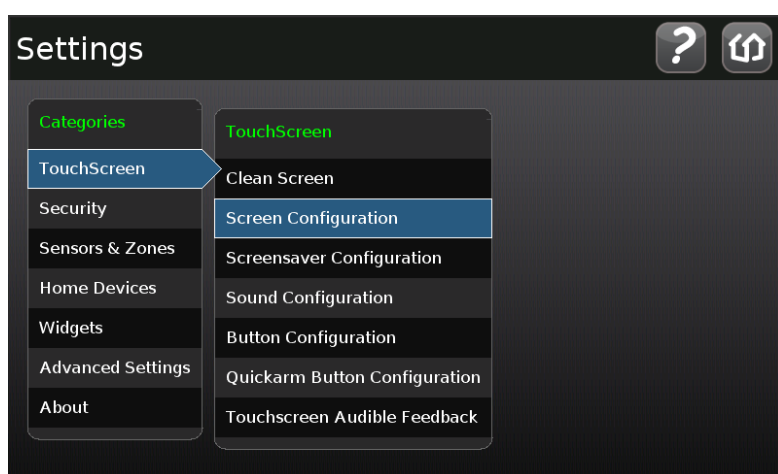 Settings
?
Categories
TouchScreen
Security
Sensors & Zones
Home Devices
Widgets
Advanced Settings
About
TouchScreen
Clean Screen
Screen Configuration
Screensaver Configuration
Sound Configuration
Button Configuration
Quickarm Button Configuration
Touchscreen Audible Feedback